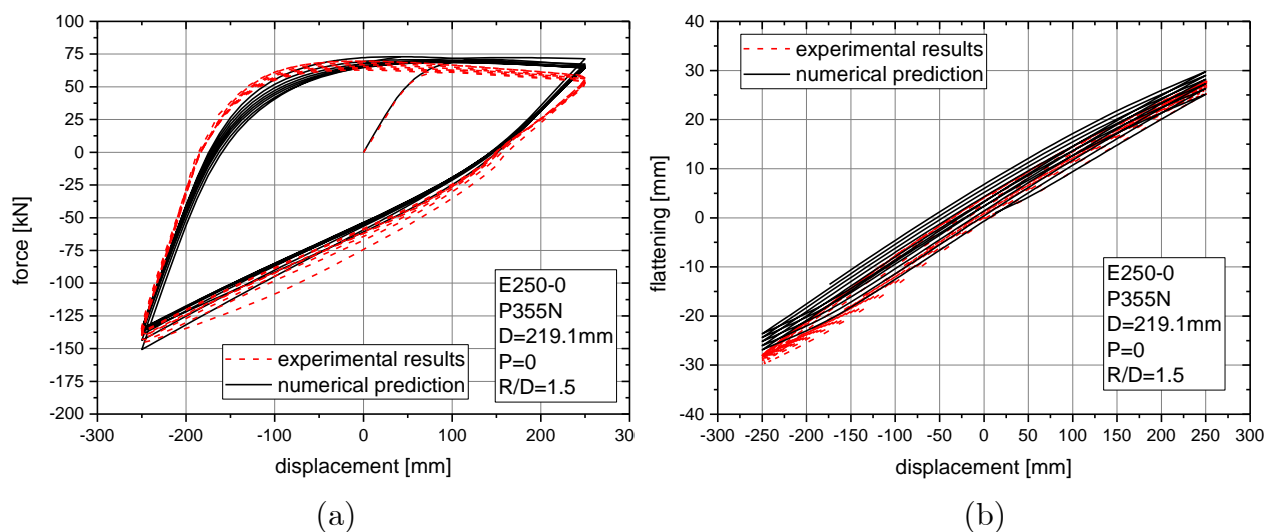 100
75
50
25
0
-25
-50
-75
-100
-125
-150
-175
-200
force [kN]
experimental results
numerical prediction
E250-0
P355N
D=219.1mm
P=0
R/D=1.5
-300 -200 -100 0 100 200 30
displacement [mm]
(a)
40
30
20
10
0
-10
-20
-30
-40
flattening [mm]
experimental results
numerical prediction
E250-0
P355N
D=219.1mm
P=0
R/D=1.5
-300 -250 -200 -150 -100 -50 0 50 100 150 200 250 300
displacement [mm]
(b)